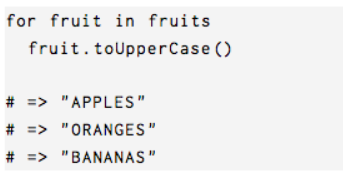 for fruit in fruits
  fruit.toUpperCase()
# => "APPLES"
# => "ORANGES"
# => "BANANAS"